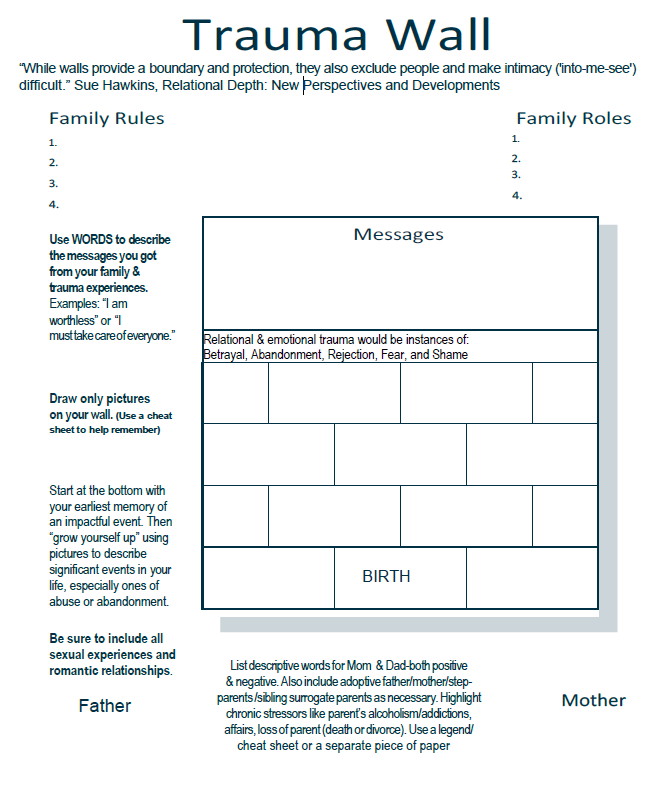 Trauma Wall
“While walls provide a boundary and protection, they also exclude people and make intimacy ('into-me-see')
difficult.” Sue Hawkins, Relational Depth: New Perspectives and Developments
Family Rules
1.
2.
3.
4.
Family Roles
1.
2.
3.
4.
Use WORDS to describe
the messages you got
from your family &
trauma experiences.
Examples: “I am
worthless” or “I
must take care of everyone.”
Messages
Relational & emotional trauma would be instances of:
Betrayal, Abandonment, Rejection, Fear, and Shame
Draw only pictures
on your wall. (Use a cheat
sheet to help remember)
Start at the bottom with
your earliest memory of
an impactful event. Then
“grow yourself up” using
pictures to describe
significant events in your
life, especially ones of
abuse or abandonment.
BIRTH
Be sure to include all
sexual experiences and
romantic relationships.
Father
List descriptive words for Mom & Dad-both positive
& negative. Also include adoptive father/mother/step-
parents/sibling surrogate parents as necessary. Highlight
chronic stressors like parent's alcoholism/addictions,
affairs, loss of parent (death or divorce). Use a legend/
cheat sheet or a separate piece of paper
Mother